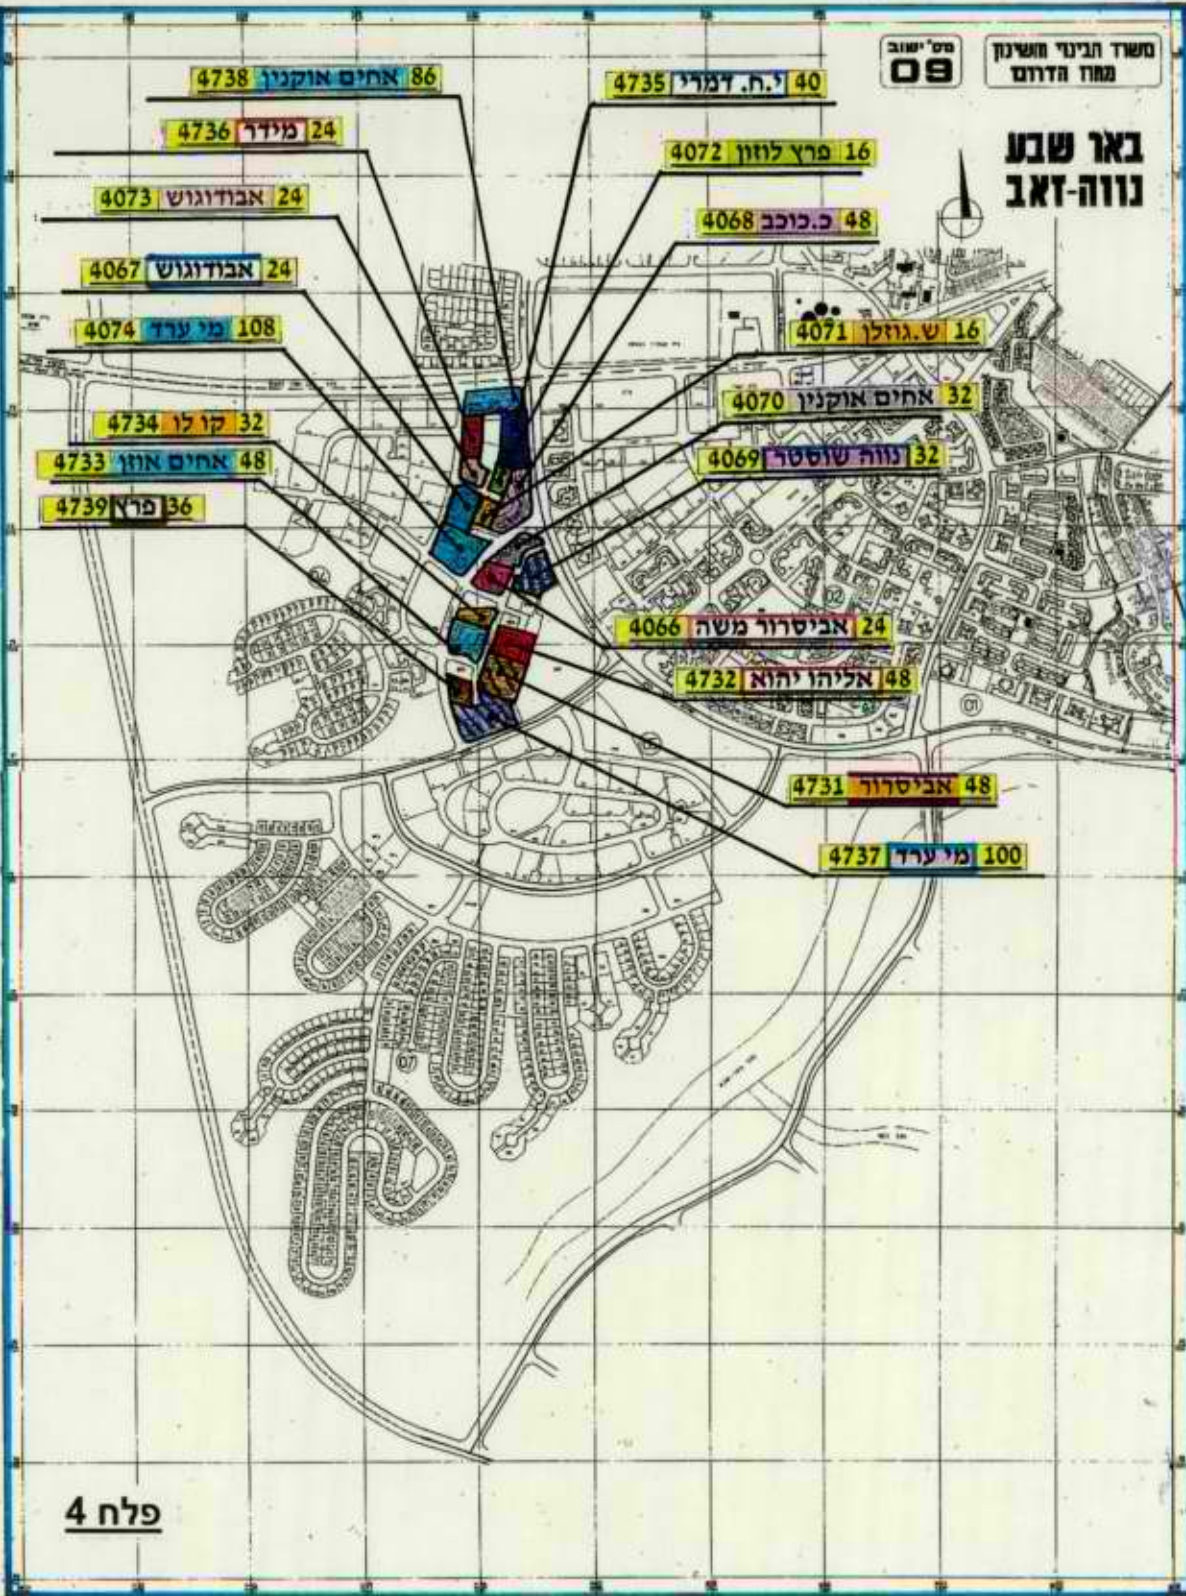 משרד הבינוי והשיכון
מחוז הדרום
מס' ישוב
09
באר שבע
נווה-זאב
86 אחים אוקנין 4738
40 י.ח. דמרי 4735
24 מידר 4736
16 פרץ לוזון 4072
24 אבודוגוש 4073
48 כ.כוכב 4068
24 אבודוגוש 4067
108 מי ערד 4074
16 ש.גוזלן 4071
32 אחים אוקנין 4070
32 קו לו 4734
32 נווה שוסטר 4069
48 אחים אוזן 4733
36 פרץ 4739
24 אביסרור משה 4066
48 אליהו יהוא 4732
48 אביסרור 4731
100 מי ערד 4737
פלח 4